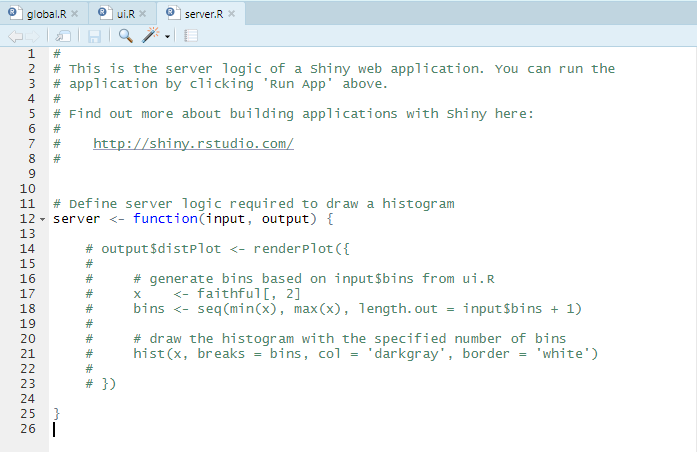 global.R ui.R server.R
1 #
2 # This is the server logic of a Shiny web application. You can run the
3 # application by clicking 'Run App' above.
4 #
5 # Find out more about building applications with Shiny here:
6 #
7 #    http://shiny.rstudio.com/
8 #
9
10
11 # Define server logic required to draw a histogram
12 server <- function(input, output) {
13
14     # output$distPlot <- renderPlot({
15     #
16     #     # generate bins based on input$bins from ui.R
17     #     x    <- faithful[, 2]
18     #     bins <- seq(min(x), max(x), length.out = input$bins + 1)
19     #
20     #     # draw the histogram with the specified number of bins
21     #     hist(x, breaks = bins, col = 'darkgray', border = 'white')
22     #
23     # })
24
25 }
26